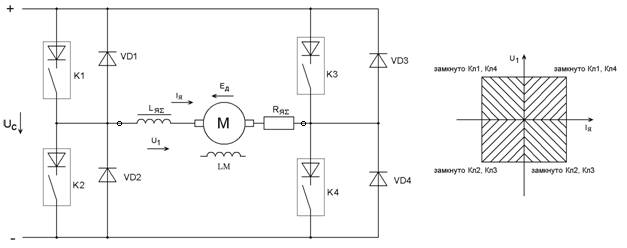 +
K1
VD1
K3
VD3
Uс
LЯΣ
IЯ
Eд
RЯΣ
M
U1
LM
K2
VD2
K4
VD4
-
U1
замкнуто Кл1, Кл4
замкнуто Кл1, Кл4
IЯ
замкнуто Кл2, Кл3
замкнуто Кл2, Кл3